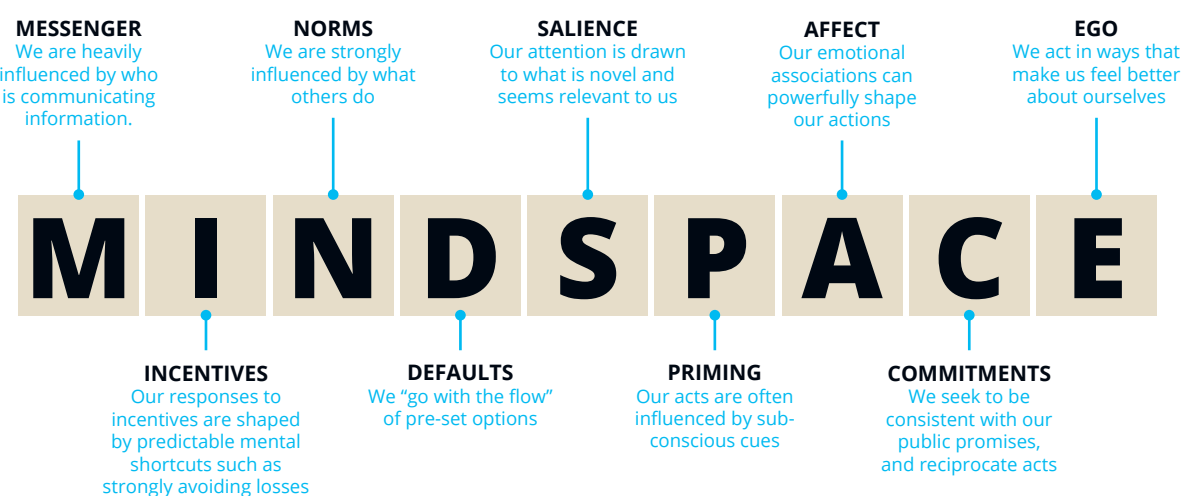 MESSENGER
We are heavily
influenced by who
is communicating
information.
NORMS
We are strongly
influenced by what
others do
SALIENCE
Our attention is drawn
to what is novel and
seems relevant to us
AFFECT
Our emotional
associations can
powerfully shape
our actions
EGO
We act in ways that
make us feel better
about ourselves
M I N D S P A C E
INCENTIVES
Our responses to
incentives are shaped
by predictable mental
shortcuts such as
strongly avoiding losses
DEFAULTS
We “go with the flow”
of pre-set options
PRIMING
Our acts are often
influenced by sub-
conscious cues
COMMITMENTS
We seek to be
consistent with our
public promises,
and reciprocate acts